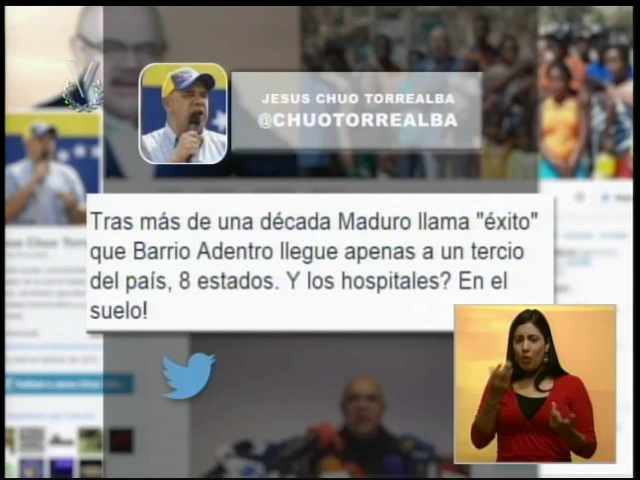 JESUS CHUO TORREALBA
@CHUOTORREALBA
Tras más de una década Maduro llama "éxito"
que Barrio Adentro llegue apenas a un tercio
del país, 8 estados. Y los hospitales? En el
suelo!